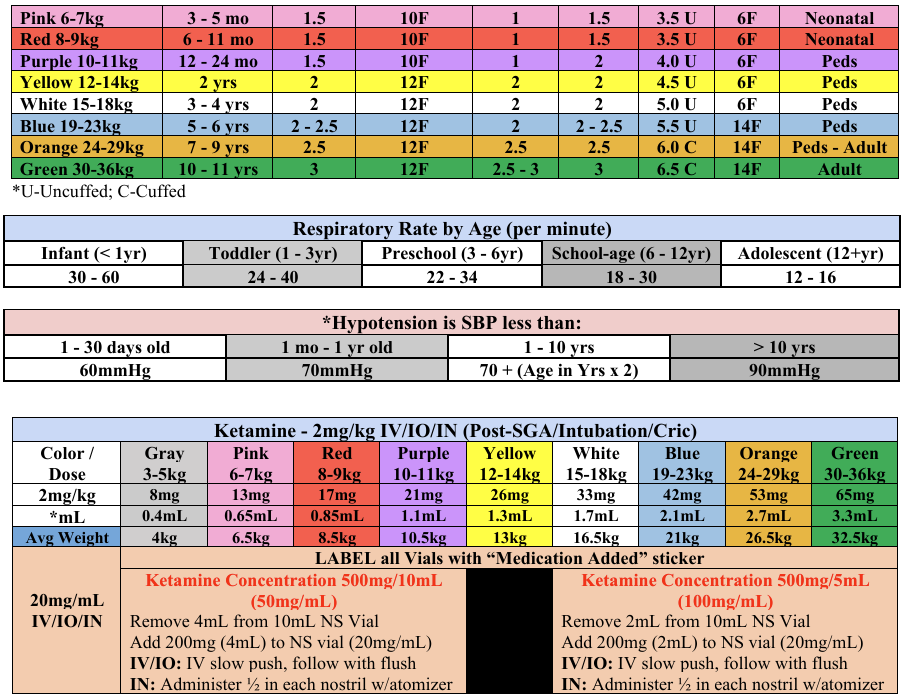 Pink 6-7kg 3 - 5 mo 1.5 10F 1 1.5 3.5 U 6F Neonatal
Red 8-9kg 6 - 11 mo 1.5 10F 1 1.5 3.5 U 6F Neonatal
Purple 10-11kg 12 - 24 mo 1.5 10F 1 2 4.0 U 6F Peds
Yellow 12-14kg 2 yrs 2 12F 2 2 4.5 U 6F Peds
White 15-18kg 3 - 4 yrs 2 12F 2 2 5.0 U 6F Peds
Blue 19-23kg 5 - 6 yrs 2 - 2.5 12F 2 2 - 2.5 5.5 U 14F Peds
Orange 24-29kg 7 - 9 yrs 2.5 12F 2.5 2.5 6.0 C 14F Peds - Adult
Green 30-36kg 10 - 11 yrs 3 12F 2.5 - 3 3 6.5 C 14F Adult
*U-Uncuffed; C-Cuffed
Respiratory Rate by Age (per minute)
Infant (< 1yr) Toddler (1 - 3yr) Preschool (3 - 6yr) School-age (6 - 12yr) Adolescent (12+yr)
30 - 60 24 - 40 22 - 34 18 - 30 12 - 16
*Hypotension is SBP less than:
1 - 30 days old 1 mo - 1 yr old 1 - 10 yrs > 10 yrs
60mmHg 70mmHg 70 + (Age in Yrs x 2) 90mmHg
Ketamine - 2mg/kg IV/IO/IN (Post-SGA/Intubation/Cric)
Color / Gray Pink Red Purple Yellow White Blue Orange Green
Dose 3-5kg 6-7kg 8-9kg 10-11kg 12-14kg 15-18kg 19-23kg 24-29kg 30-36kg
2mg/kg 8mg 13mg 17mg 21mg 26mg 33mg 42mg 53mg 65mg
*mL 0.4mL 0.65mL 0.85mL 1.1mL 1.3mL 1.7mL 2.1mL 2.7mL 3.3mL
Avg Weight 4kg 6.5kg 8.5kg 10.5kg 13kg 16.5kg 21kg 26.5kg 32.5kg
LABEL all Vials with “Medication Added” sticker
20mg/mL
IV/IO/IN
Ketamine Concentration 500mg/10mL
(50mg/mL)
Remove 4mL from 10mL NS Vial
Add 200mg (4mL) to NS vial (20mg/mL)
IV/IO: IV slow push, follow with flush
IN: Administer ½ in each nostril w/atomizer
Ketamine Concentration 500mg/5mL
(100mg/mL)
Remove 2mL from 10mL NS Vial
Add 200mg (2mL) to NS vial (20mg/mL)
IV/IO: IV slow push, follow with flush
IN: Administer ½ in each nostril w/atomizer